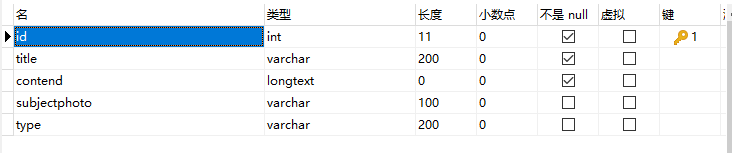 名 类型 长度 小数点 不是 null 虚拟 键
id int 11 0 1
title varchar 200 0
contend longtext 0 0
subjectphoto varchar 100 0
type varchar 200 0